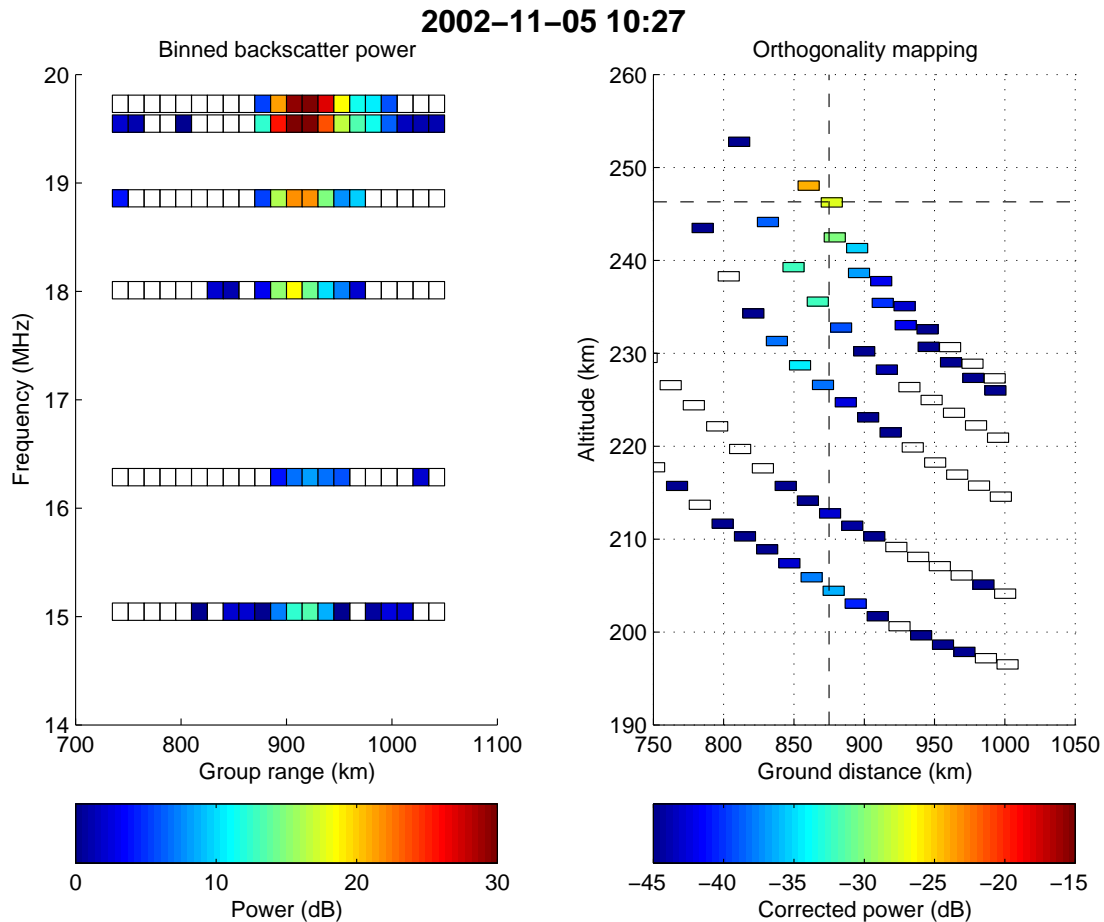 2002−11−05 10:27
Binned backscatter power
20
19
18
17
16
15
14
Frequency (MHz)
700 800 900 1000 1100
Group range (km)
0 10 20 30
Power (dB)
Orthogonality mapping
260
250
240
230
220
210
200
190
Altitude (km)
750 800 850 900 950 1000 1050
Ground distance (km)
−45 −40 −35 −30 −25 −20 −15
Corrected power (dB)